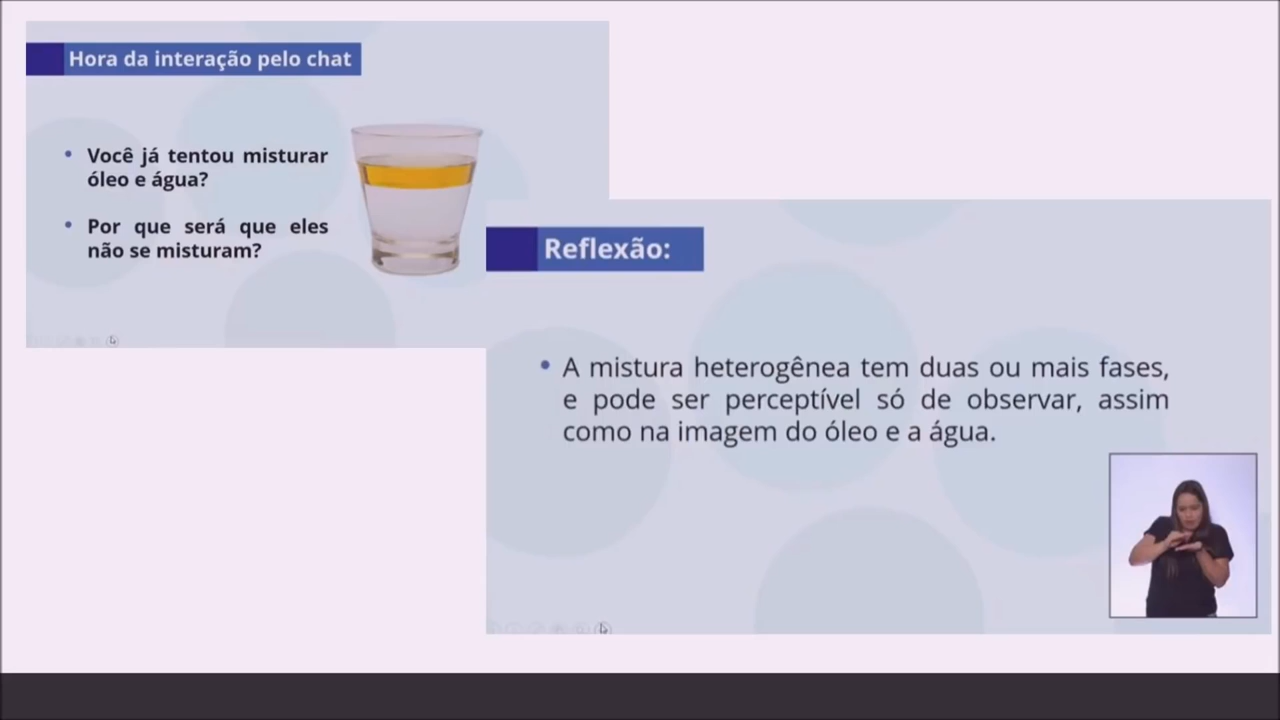 Hora da interação pelo chat
• Você já tentou misturar
óleo e água?
• Por que será que eles
não se misturam?
Reflexão:
• A mistura heterogênea tem duas ou mais fases,
e pode ser perceptível só de observar, assim
como na imagem do óleo e a água.